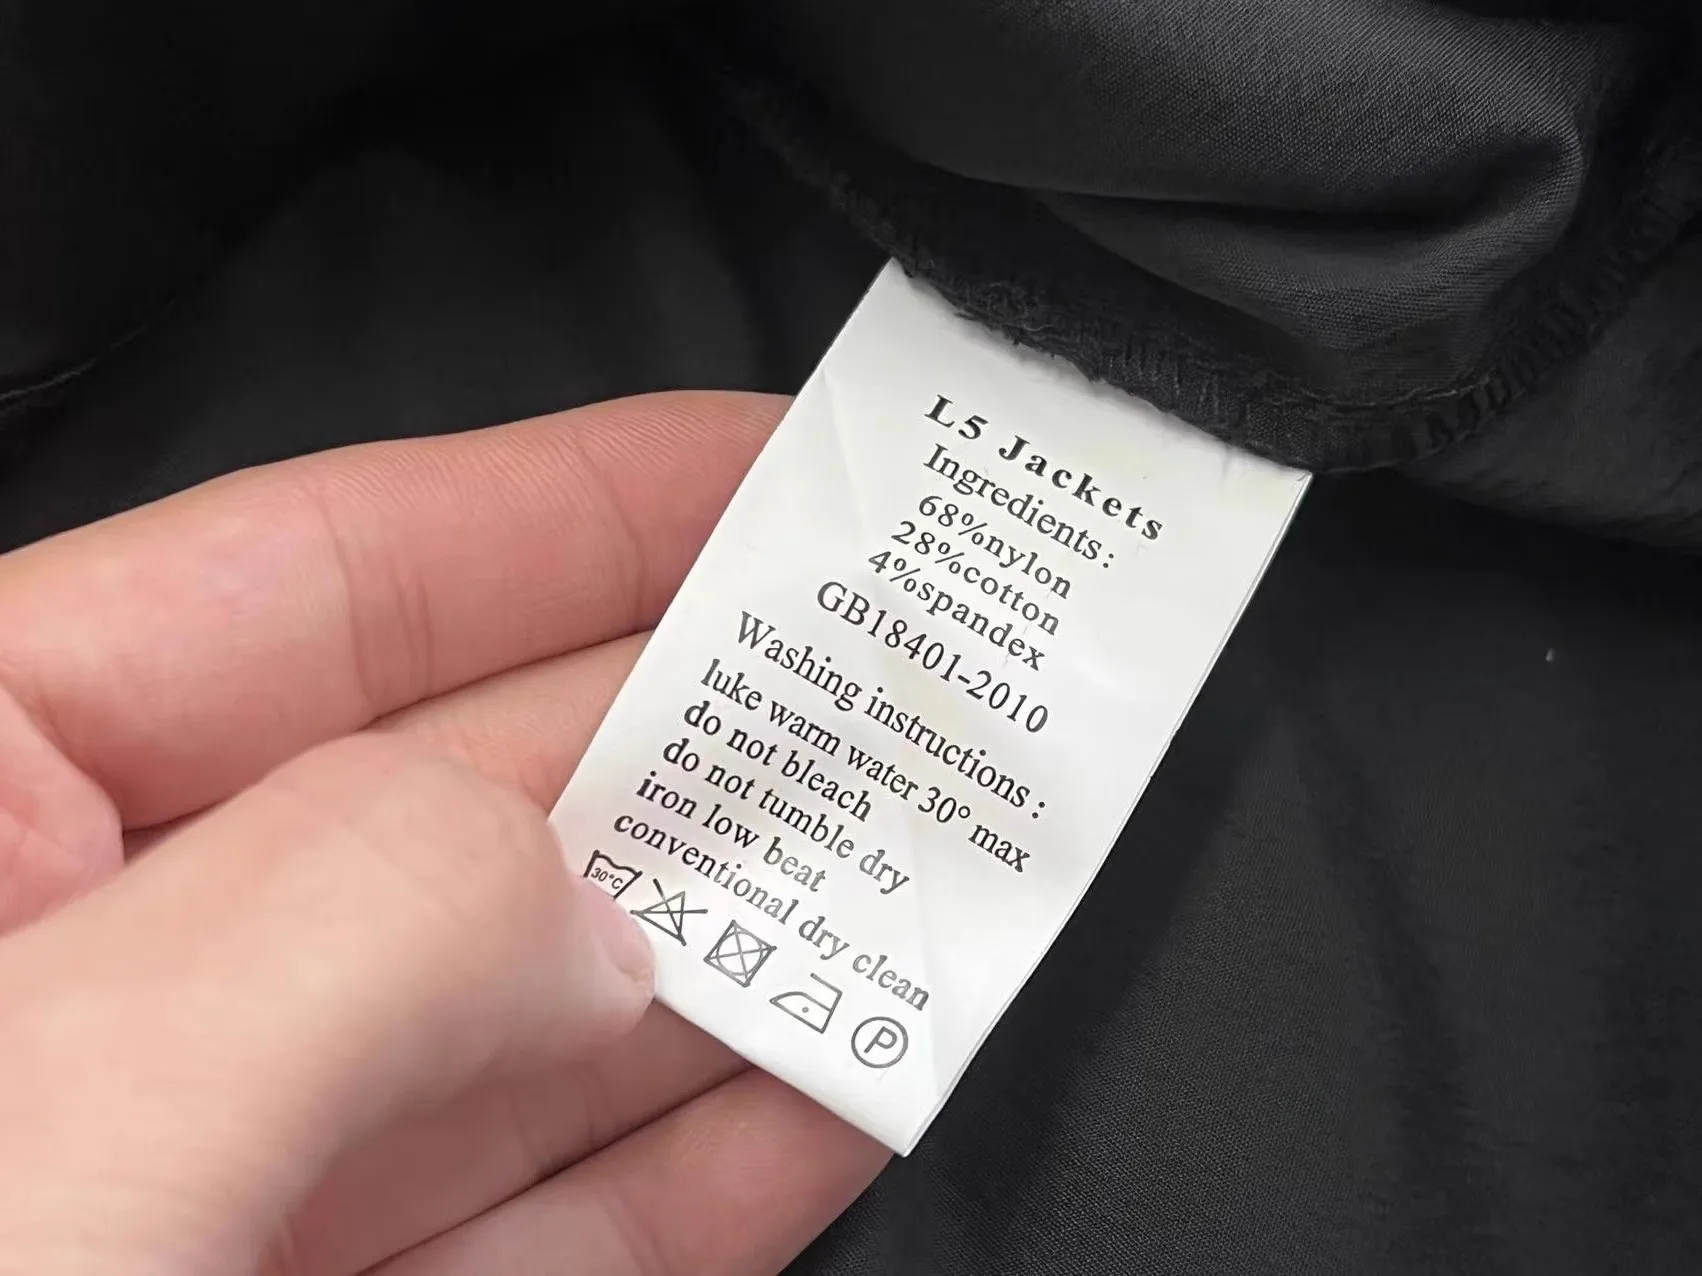 L5 Jackets
Ingredients:
68%nylon
28%cotton
4%spandex
GB18401-2010
Washing instructions:
luke warm water 30° max
do not bleach
do not tumble dry
iron low beat
conventional dry clean
30°C
P